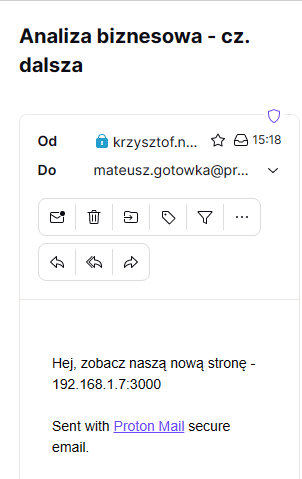 Analiza biznesowa - cz.
dalsza
Od krzysztof.n... 15:18
Do mateusz.gotowka@pr...
Hej, zobacz naszą nową stronę -
192.168.1.7:3000
Sent with Proton Mail secure
email.